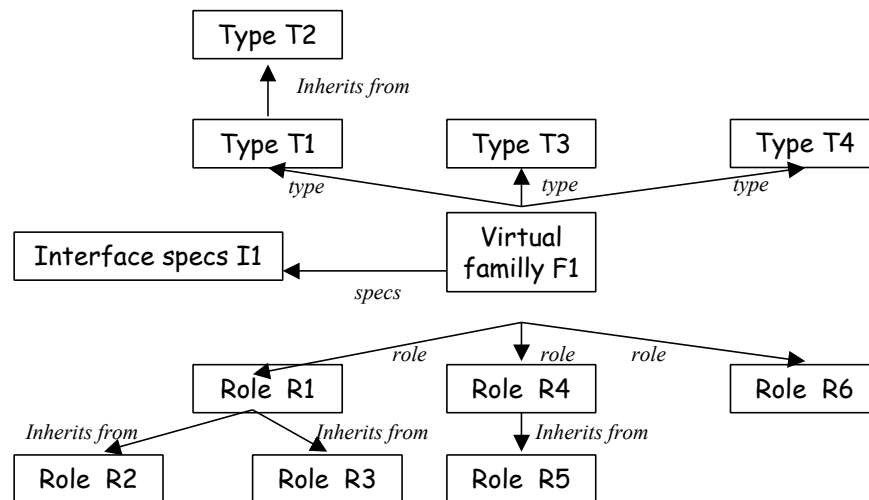 Type T2
Inherits from
Type T1
Type T3
Type T4
type
type
type
Interface specs I1
Virtual
familly F1
specs
role
role
role
Role R1
Role R4
Role R6
Inherits from
Inherits from
Inherits from
Role R2
Role R3
Role R5